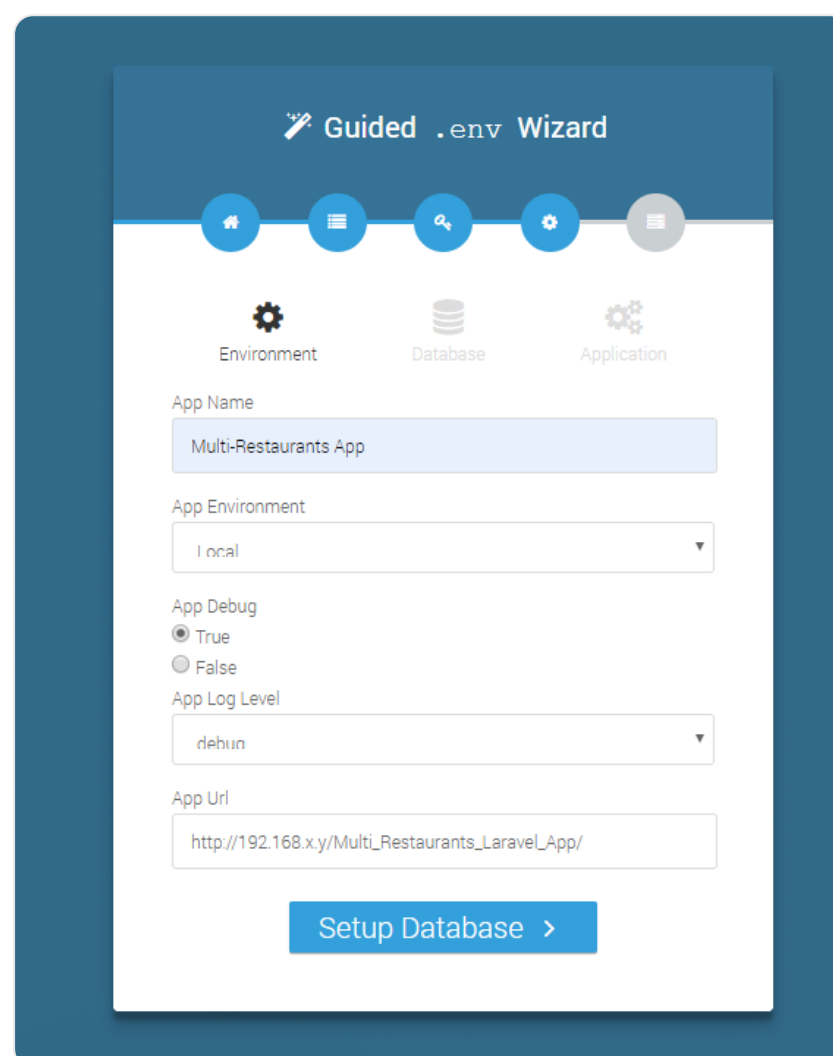 Guided .env Wizard
Environment Database Application
App Name
Multi-Restaurants App
App Environment
Local
App Debug
True
False
App Log Level
debug
App Url
http://192.168.x.y/Multi_Restaurants_Laravel_App/
Setup Database